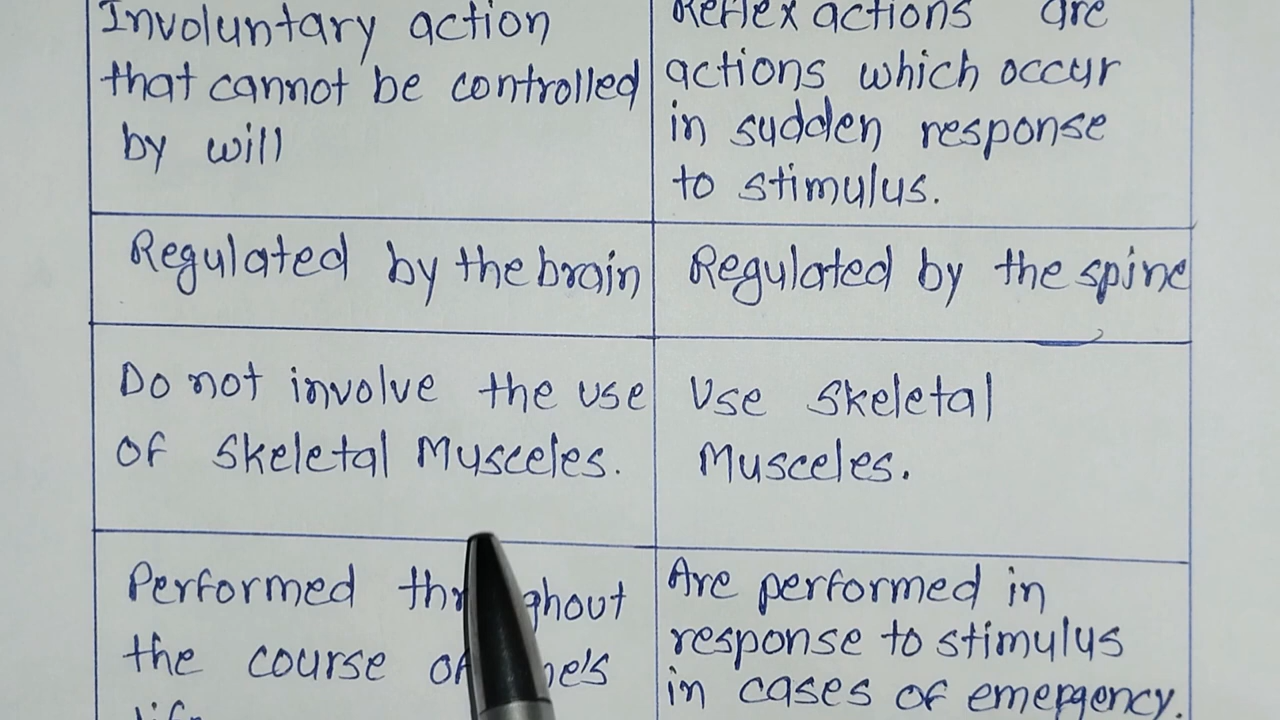 Involuntary action
that cannot be controlled
by will
Reflex actions are
actions which occur
in sudden response
to stimulus.
Regulated by the brain
Regulated by the spine
Do not involve the use
of skeletal Musceles.
Use skeletal
Musceles.
Performed
the course
Are performed in
response to stimulus
in cases of emergency.